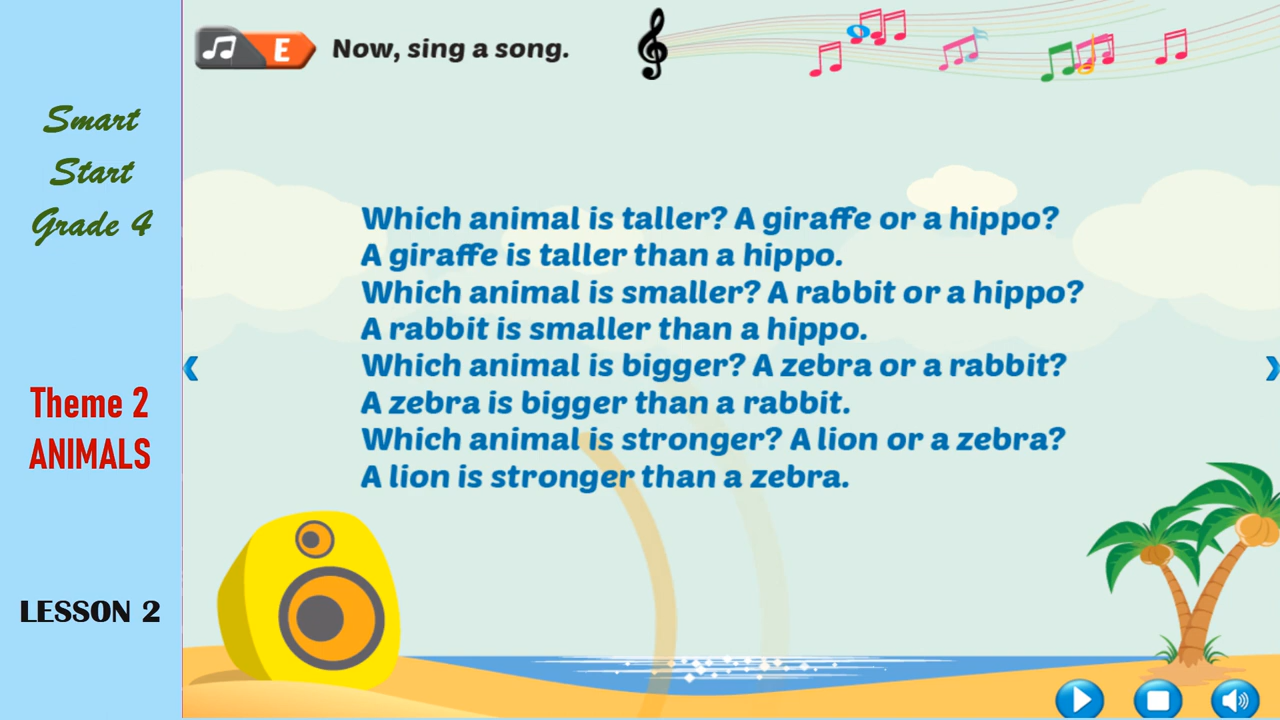 Smart
Start
Grade 4
Theme 2
ANIMALS
LESSON 2
E Now, sing a song.
Which animal is taller? A giraffe or a hippo?
A giraffe is taller than a hippo.
Which animal is smaller? A rabbit or a hippo?
A rabbit is smaller than a hippo.
Which animal is bigger? A zebra or a rabbit?
A zebra is bigger than a rabbit.
Which animal is stronger? A lion or a zebra?
A lion is stronger than a zebra.